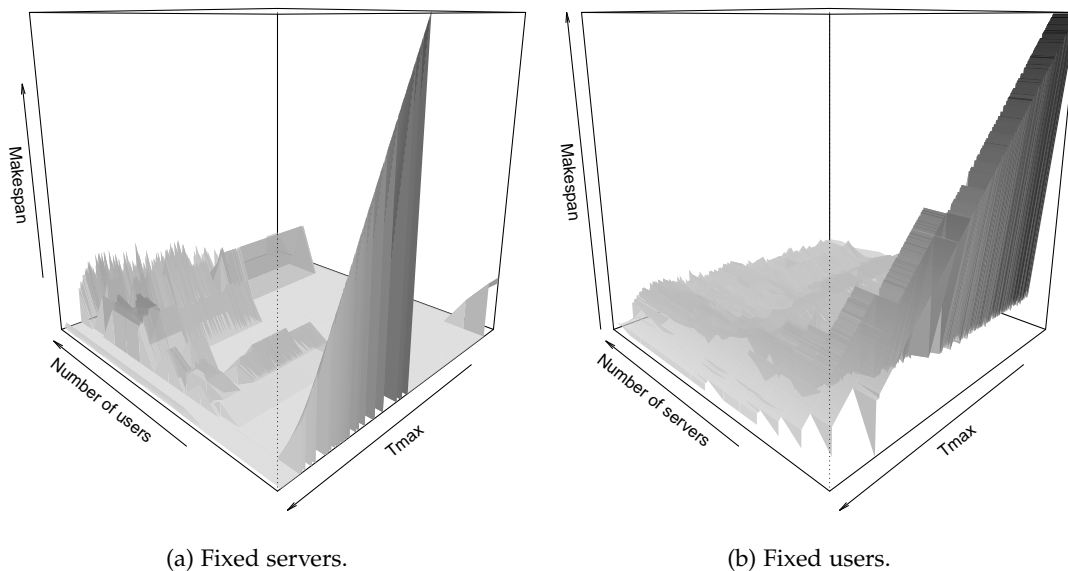 Makespan
Number of users
Tmax
(a) Fixed servers.
Makespan
Number of servers
Tmax
(b) Fixed users.